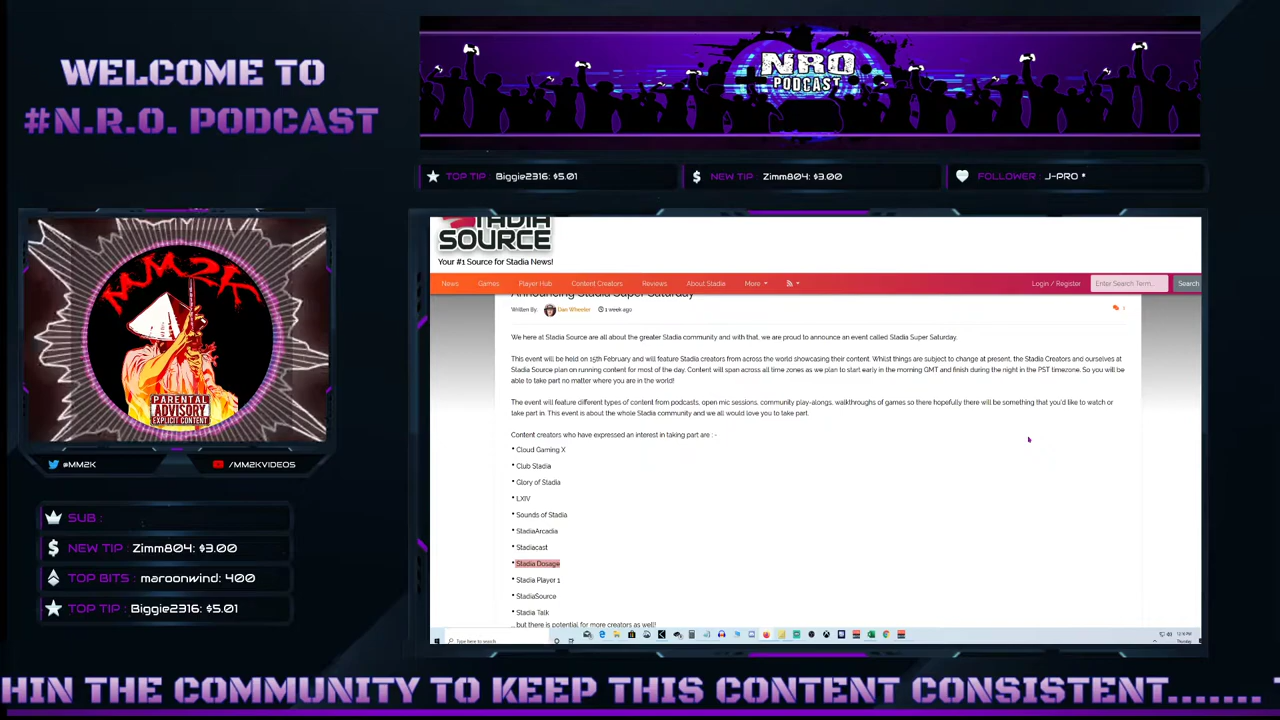 WELCOME TO
#N.R.O. PODCAST
NRO
PODCAST
TOP TIP : Biggie2316: $5.01
NEW TIP : Zimm804: $3.00
FOLLOWER : J-PRO *
MM2K
PARENTAL
ADVISORY
EXPLICIT CONTENT
@MM2K
/MM2KVIDEOS
SUB :
NEW TIP : Zimm804: $3.00
TOP BITS : maroonwind: 400
TOP TIP : Biggie2316: $5.01
STADIA
SOURCE
Your #1 Source for Stadia News!
News Games Player Hub Content Creators Reviews About Stadia More Login / Register Enter Search Term... Search
Announcing Stadia Super Saturday
Written By: Dan Wheeler 1 week ago 1
We here at Stadia Source are all about the greater Stadia community and with that, we are proud to announce an event called Stadia Super Saturday.
This event will be held on 15th February and will feature Stadia creators from across the world showcasing their content. Whilst things are subject to change at present, the Stadia Creators and ourselves at
Stadia Source plan on running content for most of the day. Content will span across all time zones as we plan to start early in the morning GMT and finish during the night in the PST timezone. So you will be
able to take part no matter where you are in the world!
The event will feature different types of content from podcasts, open mic sessions, community play-alongs, walkthroughs of games so there hopefully there will be something that you'd like to watch or
take part in. This event is about the whole Stadia community and we all would love you to take part.
Content creators who have expressed an interest in taking part are : -
* Cloud Gaming X
* Club Stadia
* Glory of Stadia
* LXIV
* Sounds of Stadia
* StadiaArcadia
* Stadiacast
* Stadia Dosage
* Stadia Player 1
* StadiaSource
* Stadia Talk
... but there is potential for more creators as well!
Type here to search
12:16 PM
Thursday
HIN THE COMMUNITY TO KEEP THIS CONTENT CONSISTENT....... T